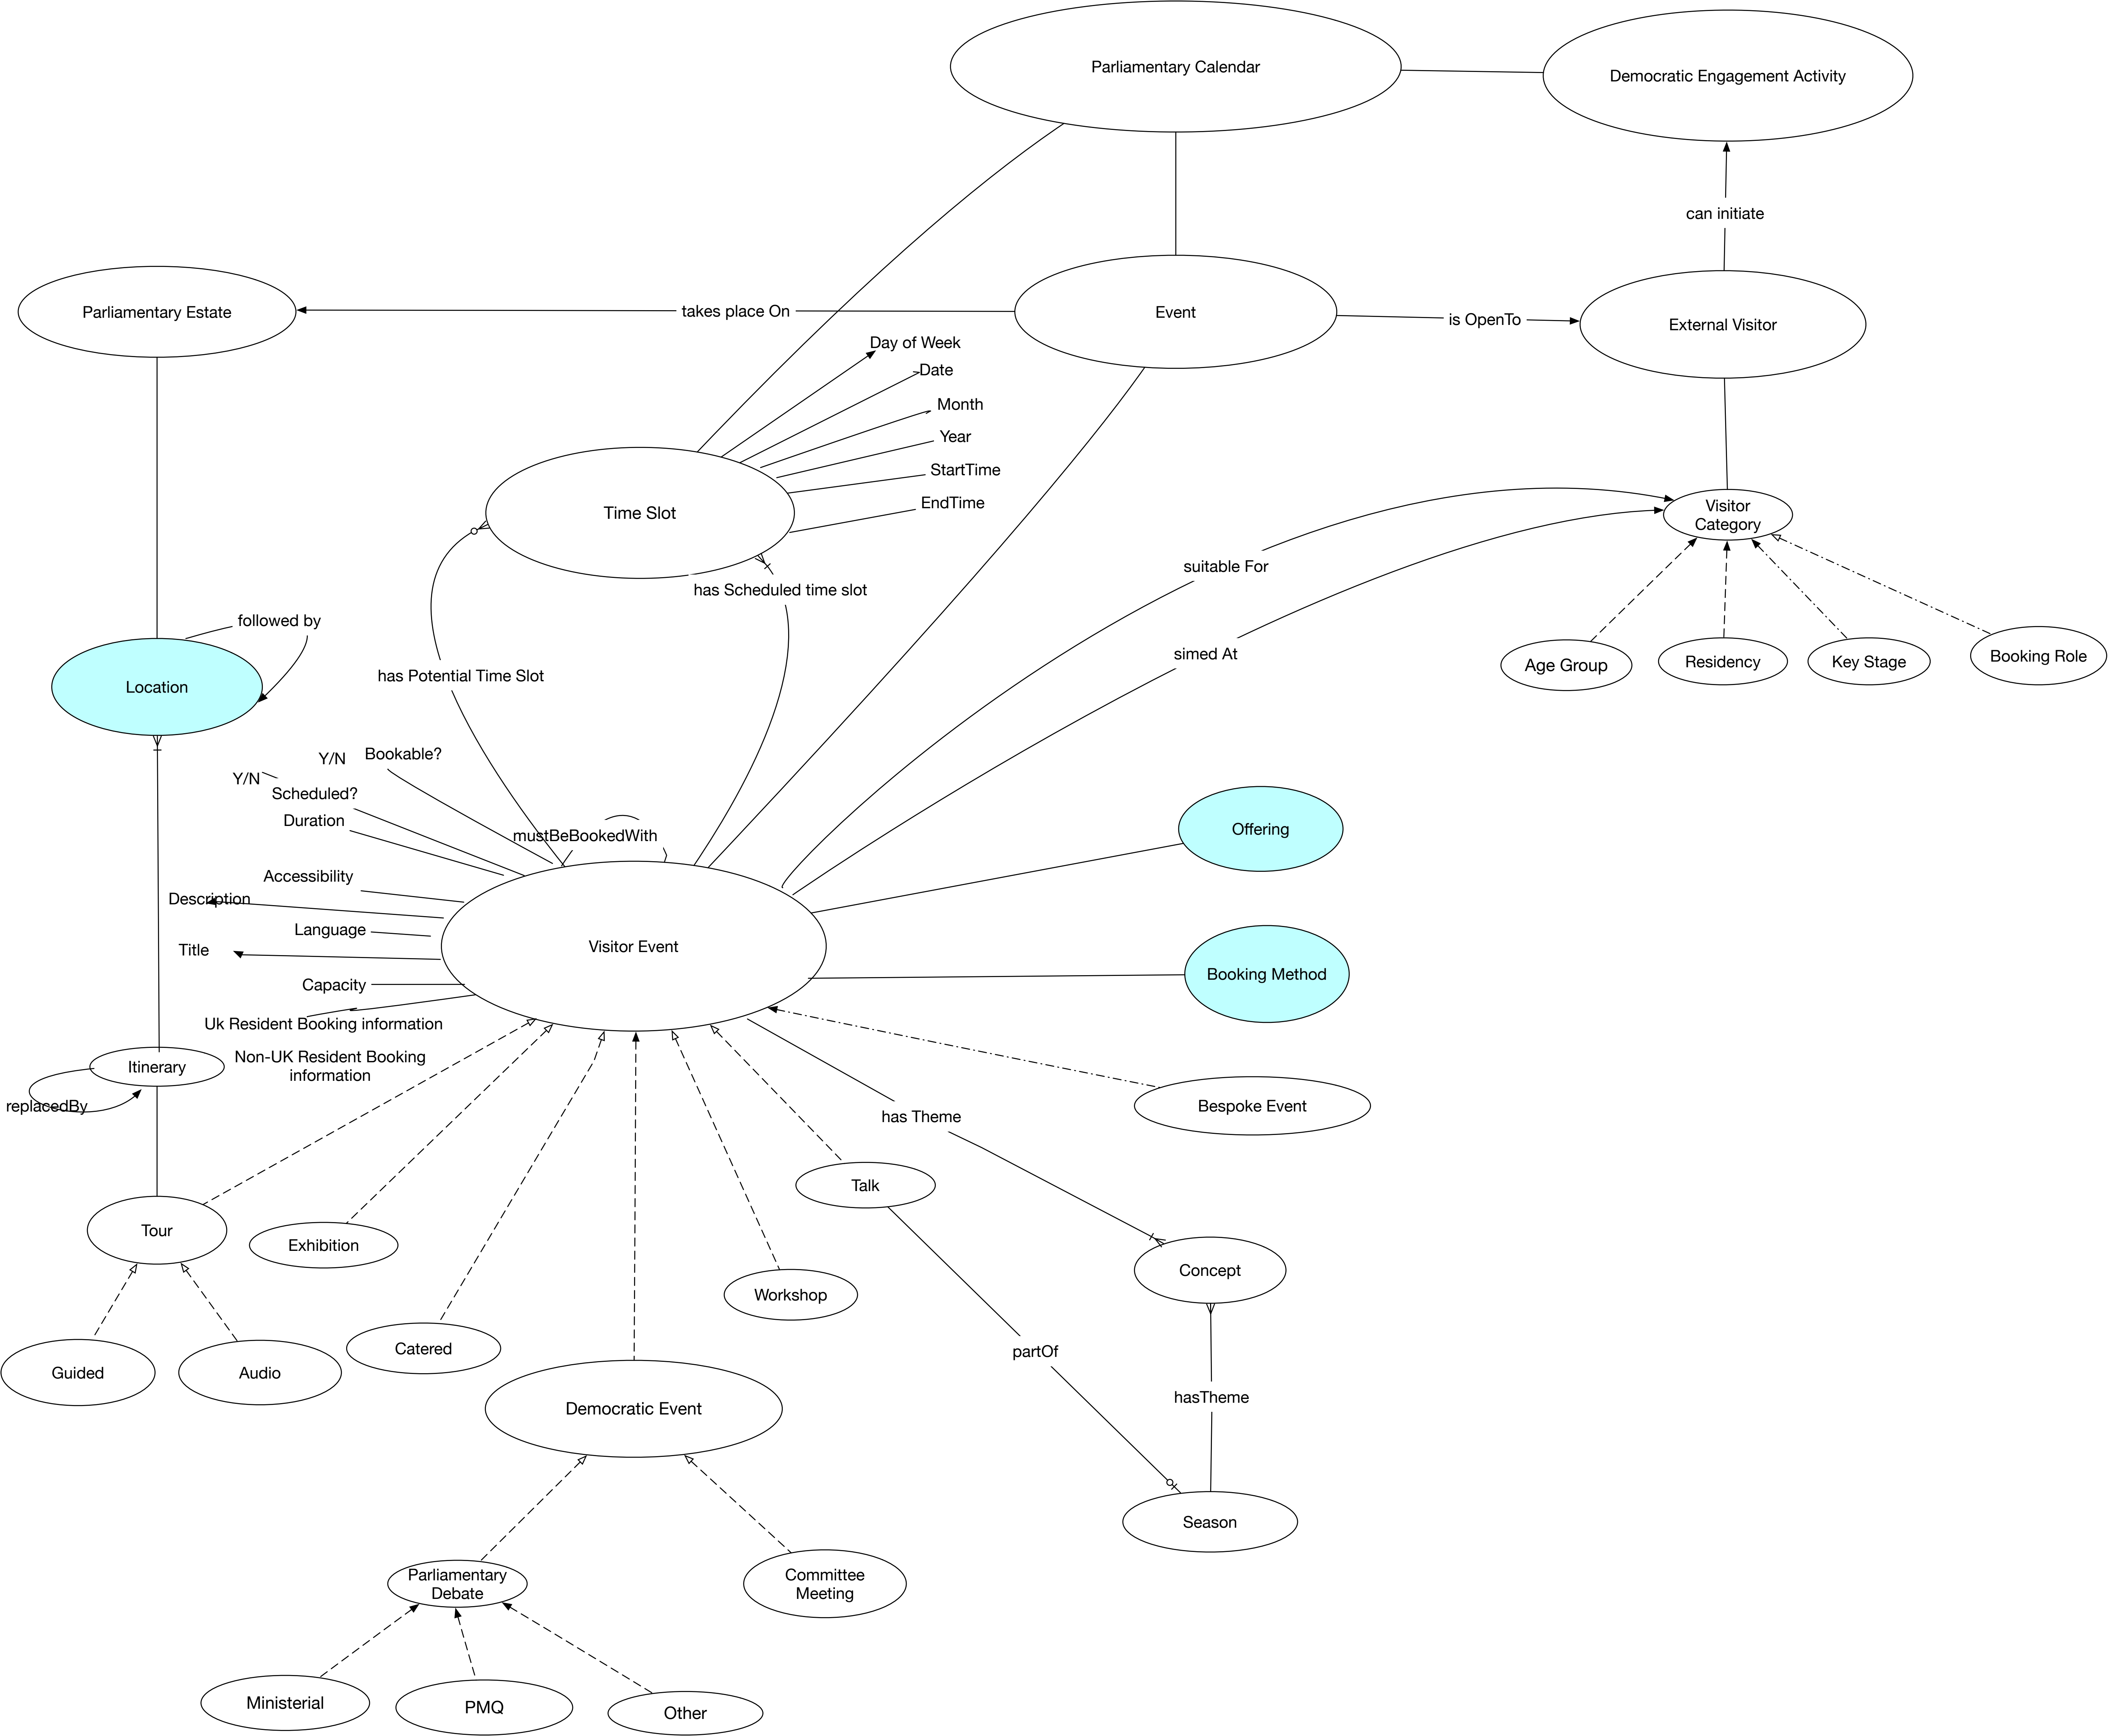 Parliamentary Calendar
Democratic Engagement Activity
can initiate
Parliamentary Estate
takes place On
Event
is OpenTo
External Visitor
Day of Week
Date
Month
Year
StartTime
EndTime
Time Slot
Visitor
Category
suitable For
has Scheduled time slot
followed by
simed At
Age Group
Residency
Key Stage
Booking Role
has Potential Time Slot
Location
Y/N
Bookable?
Y/N
Scheduled?
Duration
mustBeBookedWith
Offering
Accessibility
Description
Language
Title
Visitor Event
Booking Method
Capacity
Uk Resident Booking information
Non-UK Resident Booking
information
Itinerary
replacedBy
Bespoke Event
has Theme
Talk
Tour
Exhibition
Concept
Workshop
Catered
partOf
Guided
Audio
hasTheme
Democratic Event
Season
Parliamentary
Debate
Committee
Meeting
Ministerial
PMQ
Other